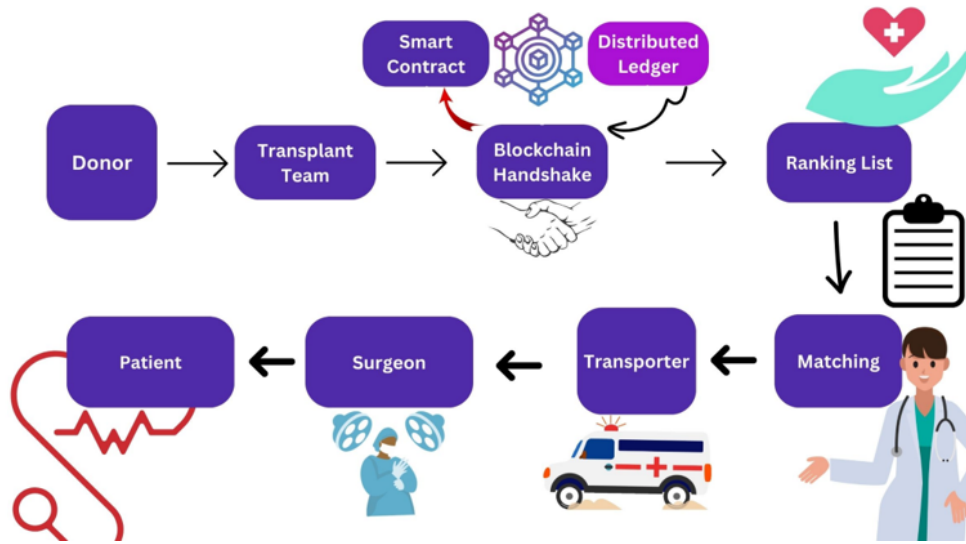 Smart
Contract
Distributed
Ledger
Donor
Transplant
Team
Blockchain
Handshake
Ranking List
Patient
Surgeon
Transporter
Matching